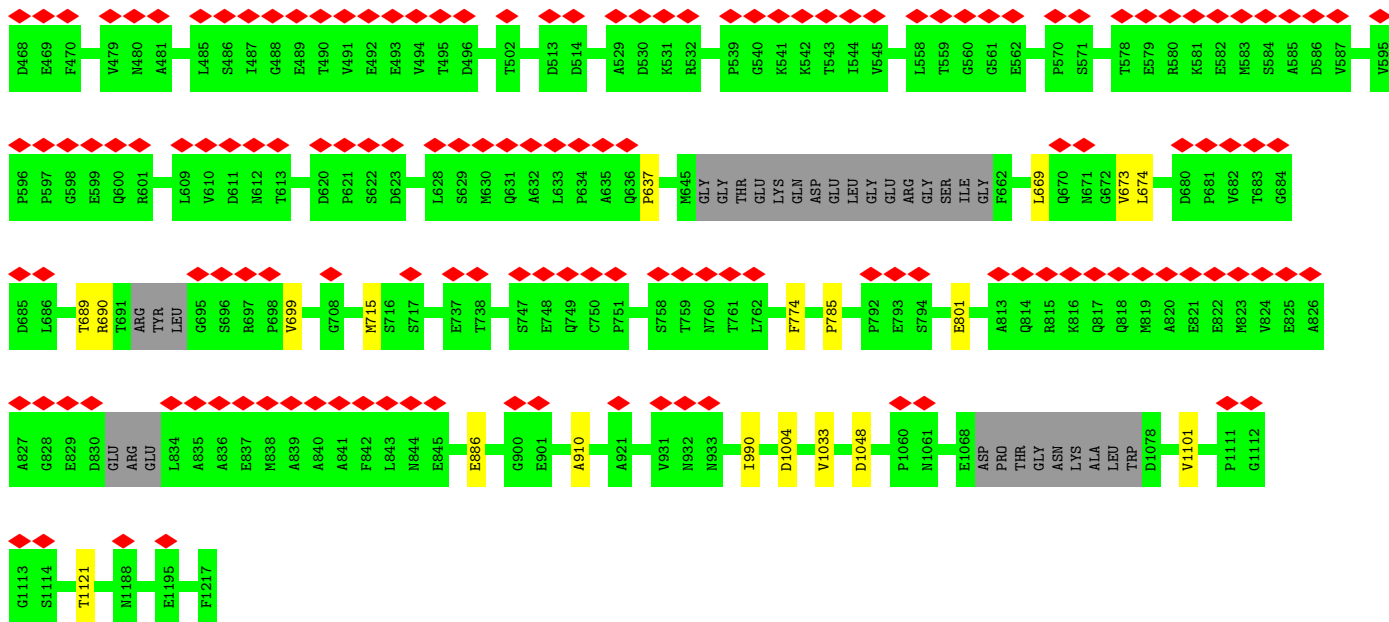 D468 E469 F470 V479 N480 A481 L485 S486 I487 G488 E489 T490 V491 E492 E493 V494 T495 D496 T502 D513 D514 A529 D530 K531 R532 P539 G540 K541 K542 T543 I544 V545 L558 T559 G560 G561 E562 P570 S571 T578 E579 R580 K581 E582 M583 S584 A585 D586 V587 V595
P596 P597 G598 E599 Q600 R601 L609 V610 D611 N612 T613 D620 P621 S622 D623 L628 S629 M630 Q631 A632 L633 P634 A635 Q636 P637 M645 GLY GLY THR GLU LYS GLN ASP GLU LEU GLY GLU ARG GLY SER ILE GLY F662 L669 Q670 N671 G672 V673 L674 D680 P681 V682 T683 G684
D685 L686 T689 R690 T691 ARG TYR LEU G695 S696 R697 P698 V699 G708 M715 S716 S717 E737 T738 S747 E748 Q749 C750 P751 S758 T759 N760 T761 L762 F774 P785 P792 E793 S794 E801 A813 Q814 R815 K816 Q817 Q818 M819 A820 E821 E822 M823 V824 E825 A826
A827 G828 E829 D830 GLU ARG GLU L834 A835 A836 E837 M838 A839 A840 A841 F842 L843 N844 E845 E886 G900 E901 A910 A921 V931 N932 N933 I990 D1004 V1033 D1048 P1060 N1061 E1068 ASP PRO THR GLY ASN LYS ALA LEU TRP D1078 V1101 P1111 G1112
G1113 S1114 T1121 N1188 E1195 F1217